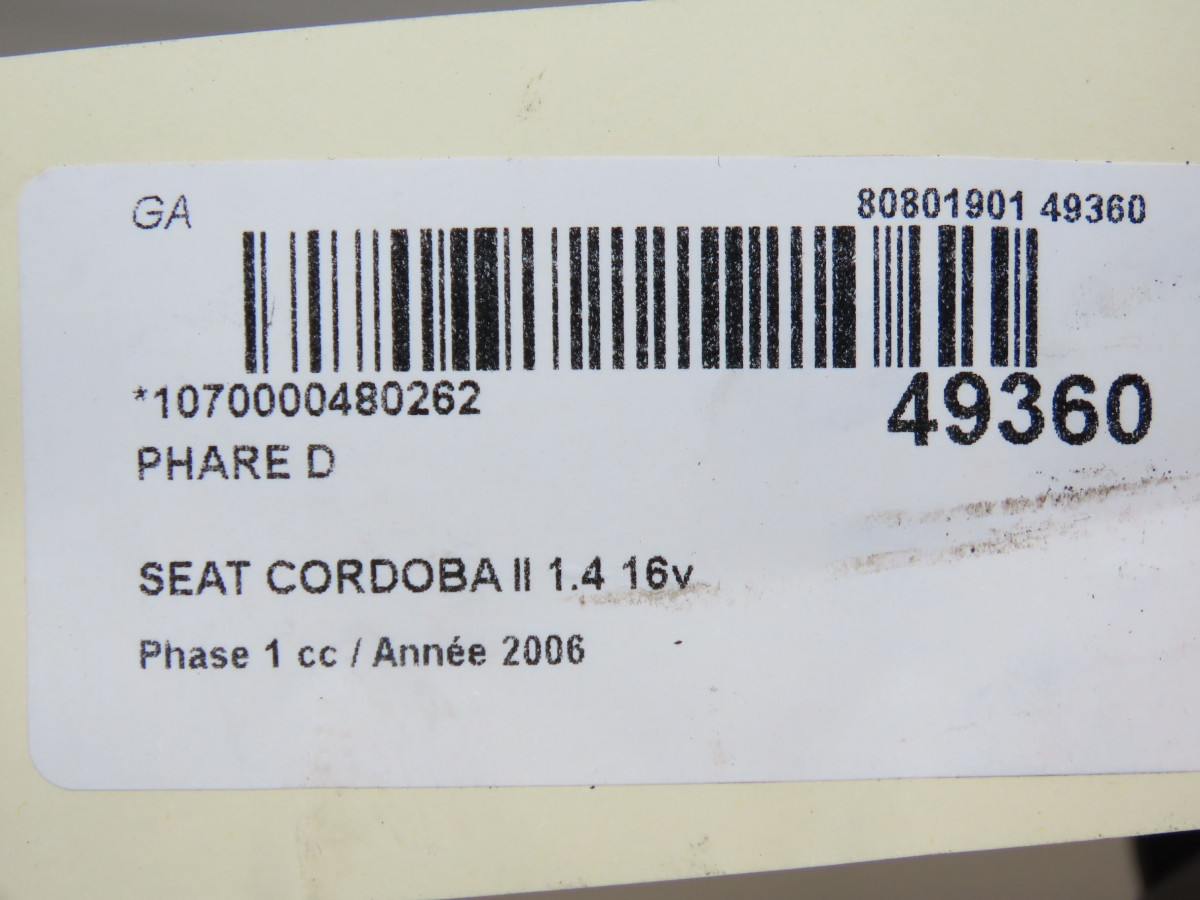 GA
80801901 49360
*1070000480262
49360
PHARE D
SEAT CORDOBA II 1.4 16v
Phase 1 cc / Année 2006